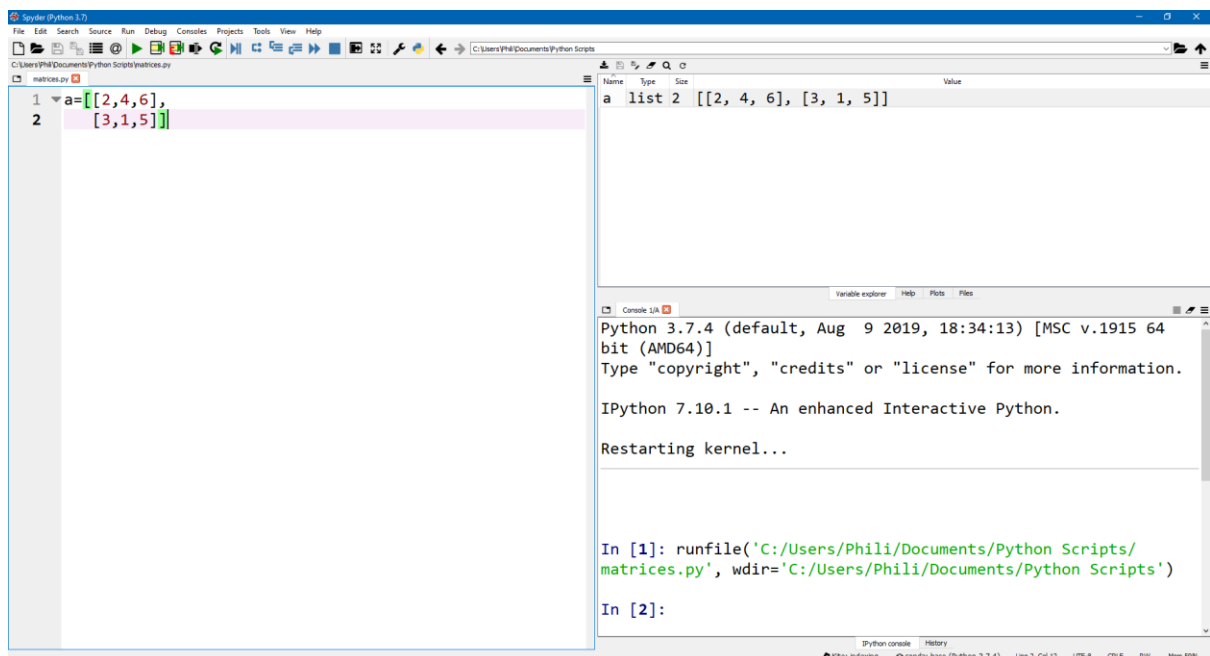 Spyder (Python 3.7)
File Edit Search Source Run Debug Consoles Projects Tools View Help
C:\Users\Phili\Documents\Python Scripts
C:\Users\Phili\Documents\Python Scripts\matrices.py
matrices.py
1 a=[[2,4,6],
2 [3,1,5]]
Name Type Size Value
a list 2 [[2, 4, 6], [3, 1, 5]]
Variable explorer Help Plots Files
Console 1/A
Python 3.7.4 (default, Aug 9 2019, 18:34:13) [MSC v.1915 64
bit (AMD64)]
Type "copyright", "credits" or "license" for more information.
IPython 7.10.1 -- An enhanced Interactive Python.
Restarting kernel...
In [1]: runfile('C:/Users/Phili/Documents/Python Scripts/
matrices.py', wdir='C:/Users/Phili/Documents/Python Scripts')
In [2]:
IPython console History